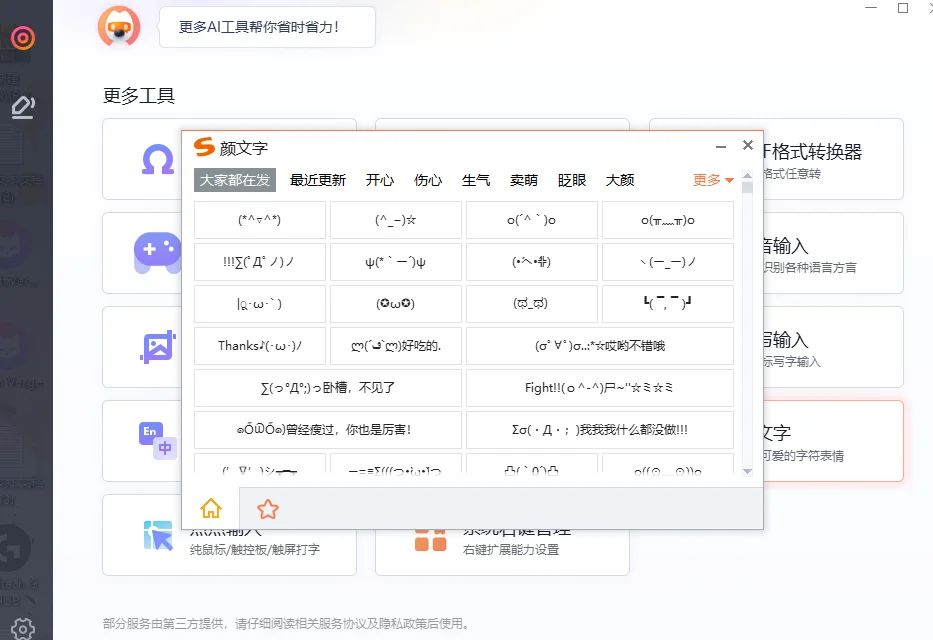 更多AI工具帮你省时省力！
更多工具
颜文字
大家都在发 最近更新 开心 伤心 生气 卖萌 眨眼 大颜 更多
(*^▽^*) (^_−)☆ o(´^｀)o o(╥﹏╥)o
!!!∑(ﾟДﾟノ)ノ ψ(*｀ー´)ψ (•ヘ•╬) ヽ(ー_ー)ノ
|ू･ω･` ) (✪ω✪) (ಥ_ಥ) ┗( ▔, ▔ )┛
Thanks♪(･ω･)ﾉ ლ(´ڡ`ლ)好吃的. (σﾟ∀ﾟ)σ..:*☆哎哟不错哦
∑(っ°Д°;)っ卧槽，不见了 Fight!!(ｏ^-^)尸~''☆ミ☆ミ
๑Ő௰Ő๑)曾经瘦过，你也是厉害! Σσ(・Д・；)我我我什么都没做!!!
格式转换器
格式任意转
音输入
识别各种语言方言
写输入
标写字输入
文字
可爱的字符表情
En
中
点点输入
纯鼠标/触控板/触屏打字
系统右键管理
右键扩展能力设置
部分服务由第三方提供，请仔细阅读相关服务协议及隐私政策后使用。